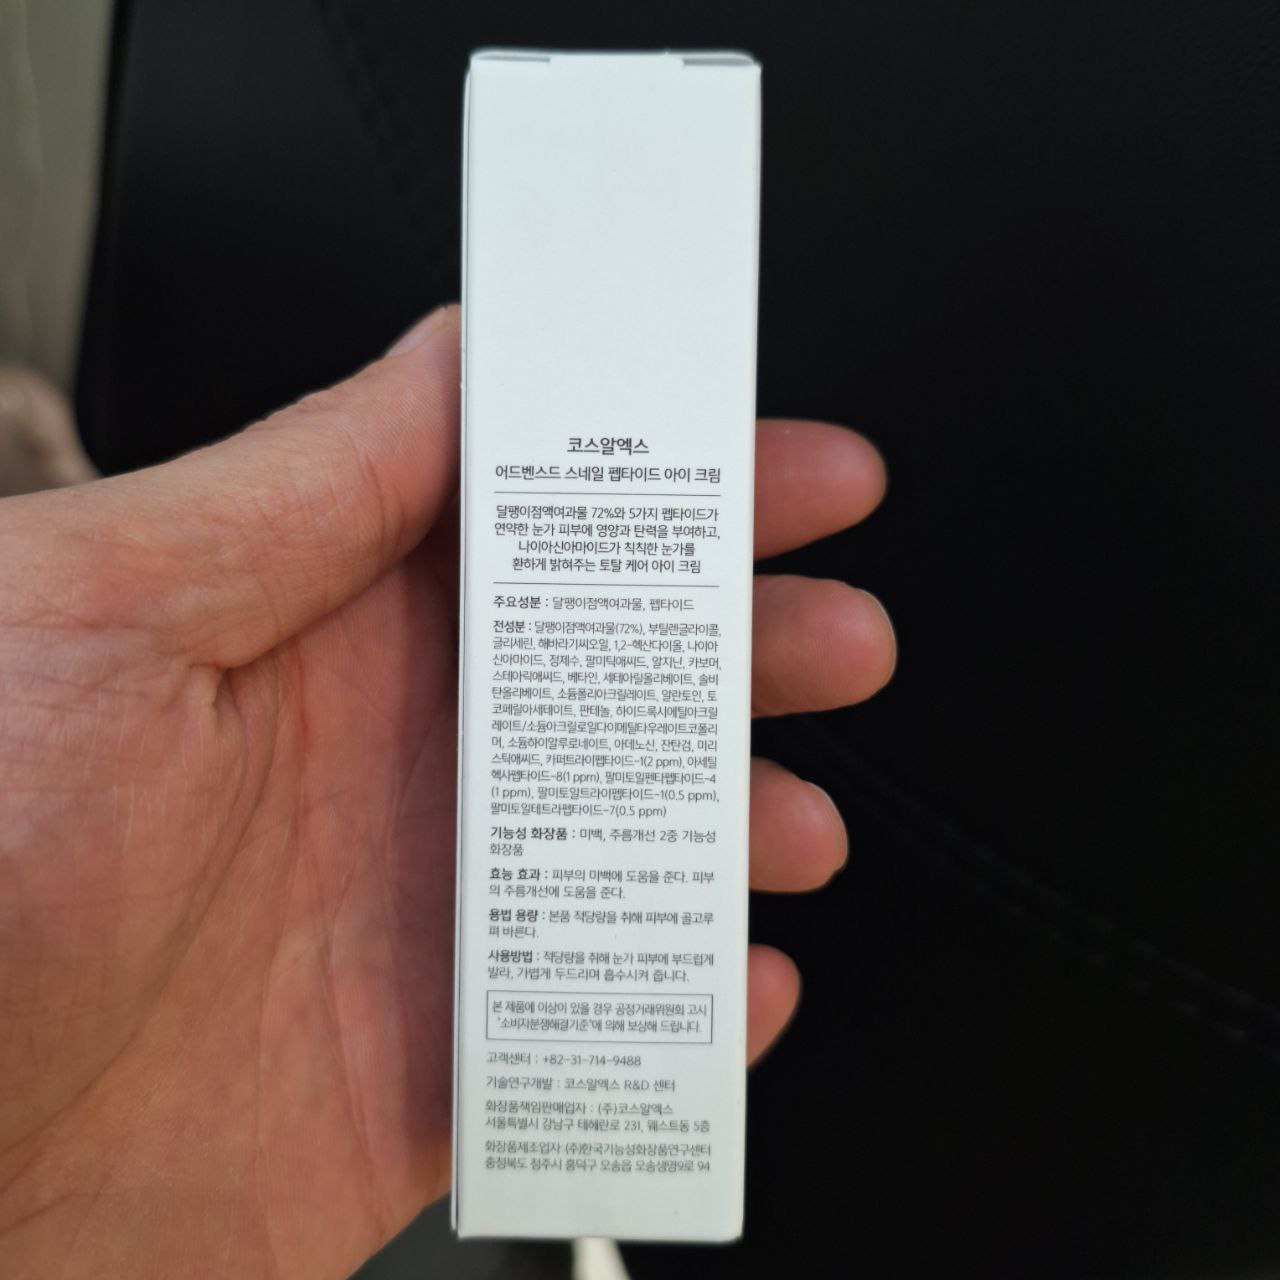 코스알엑스
어드벤스드 스네일 펩타이드 아이 크림
달팽이점액여과물 72%와 5가지 펩타이드가
연약한 눈가 피부에 영양과 탄력을 부여하고,
나이아신아마이드가 칙칙한 눈가를
환하게 밝혀주는 토탈 케어 아이 크림
주요성분 : 달팽이점액여과물, 펩타이드
전성분 : 달팽이점액여과물(72%), 부틸렌글라이콜,
글리세린, 해바라기씨오일, 1,2-헥산다이올, 나이아
신아마이드, 정제수, 팔미틱애씨드, 알지닌, 카보머,
스테아릭애씨드, 베타인, 세테아릴올리베이트, 솔비
탄올리베이트, 소듐폴리아크릴레이트, 알란토인, 토
코페릴아세테이트, 판테놀, 하이드록시에틸아크릴
레이트/소듐아크릴로일다이메틸타우레이트코폴리
머, 소듐하이알루로네이트, 아데노신, 잔탄검, 미리
스틱애씨드, 카퍼트라이펩타이드-1(2 ppm), 아세틸
헥사펩타이드-8(1 ppm), 팔미토일펜타펩타이드-4
(1 ppm), 팔미토일트라이펩타이드-1(0.5 ppm),
팔미토일테트라펩타이드-7(0.5 ppm)
기능성 화장품 : 미백, 주름개선 2중 기능성
화장품
효능 효과 : 피부의 미백에 도움을 준다. 피부
의 주름개선에 도움을 준다.
용법 용량 : 본품 적당량을 취해 피부에 골고루
펴 바른다.
사용방법 : 적당량을 취해 눈가 피부에 부드럽게
발라, 가볍게 두드리며 흡수시켜 줍니다.
본 제품에 이상이 있을 경우 공정거래위원회 고시
"소비자분쟁해결기준"에 의해 보상해 드립니다.
고객센터 : +82-31-714-9488
기술연구개발 : 코스알엑스 R&D 센터
화장품책임판매업자 : (주)코스알엑스
서울특별시 강남구 테헤란로 231, 웨스트동 5층
화장품제조업자:(주)한국기능성화장품연구센터
충청북도 청주시 흥덕구 오송읍 오송생명9로 94